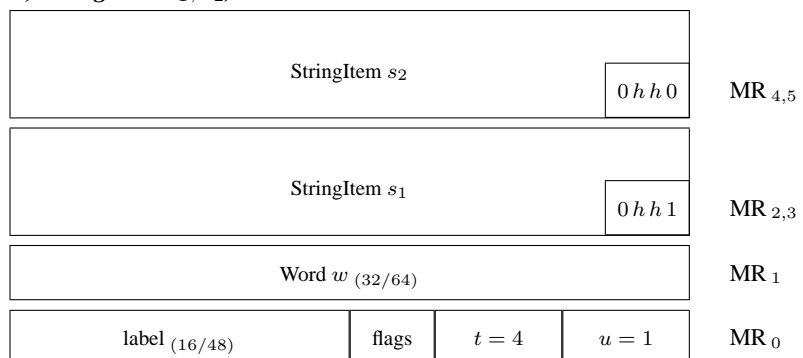 StringItem s₂
0 h h 0 MR 4,5
StringItem s₁
0 h h 1 MR 2,3
Word w (32/64) MR 1
label (16/48) flags t = 4 u = 1 MR 0